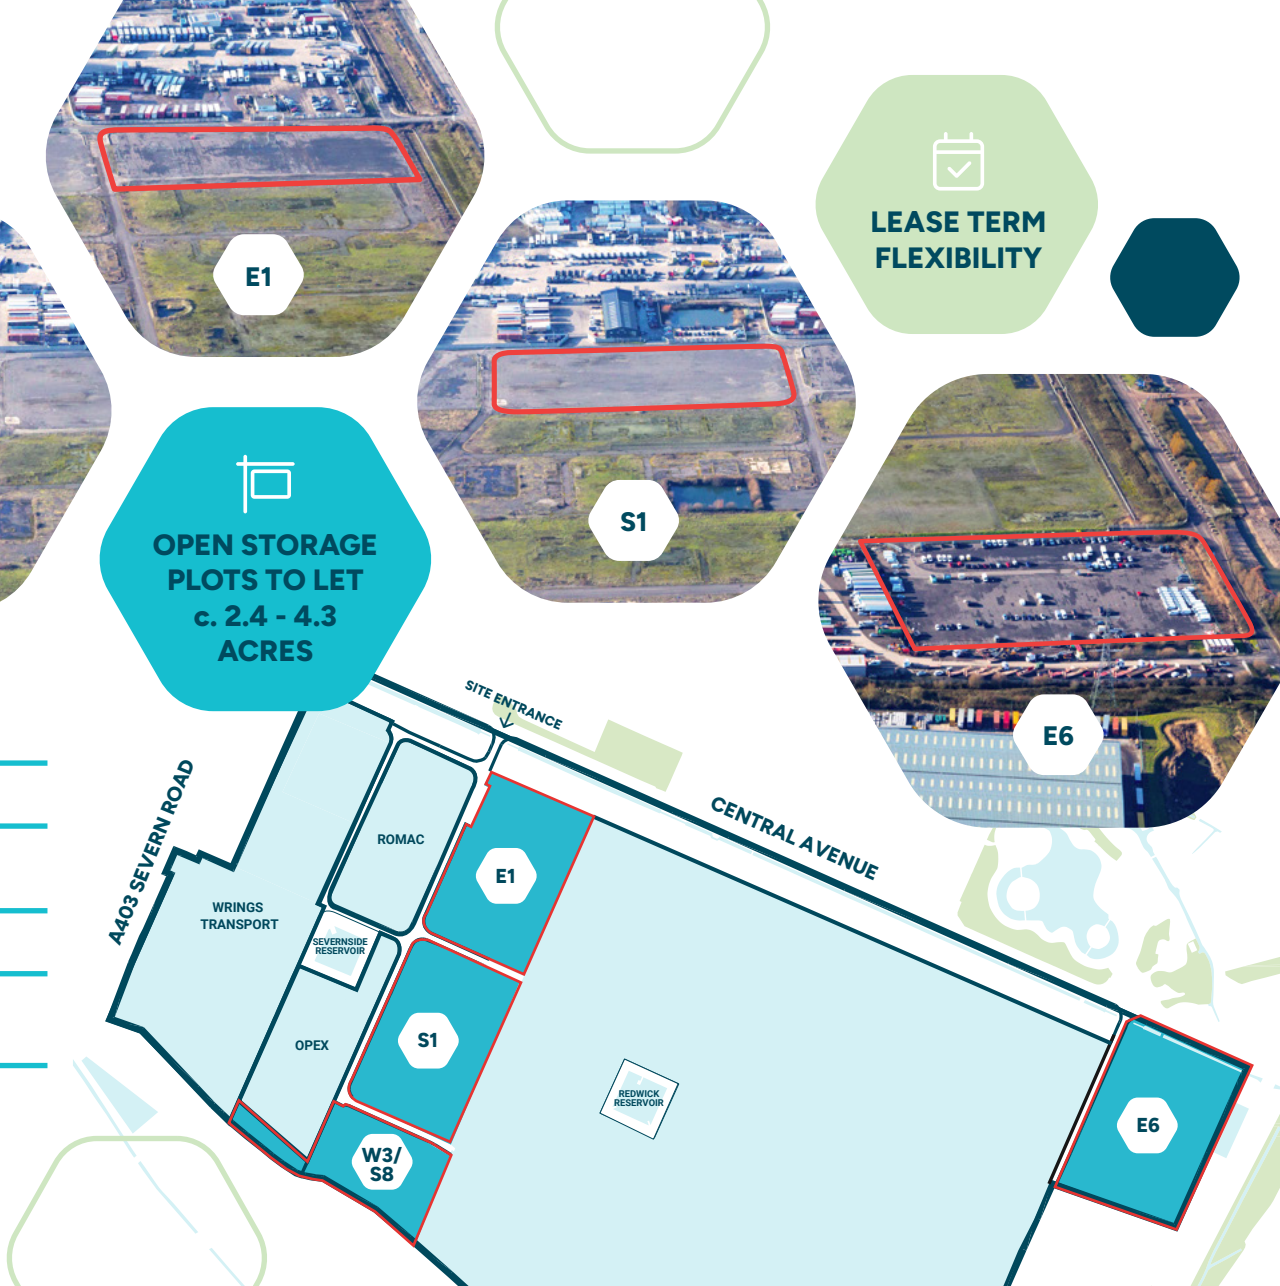 E1
LEASE TERM
FLEXIBILITY
S1
OPEN STORAGE
PLOTS TO LET
c. 2.4 - 4.3
ACRES
E6
SITE ENTRANCE
A403 SEVERN ROAD
CENTRAL AVENUE
ROMAC
E1
WRINGS
TRANSPORT
SEVERNSIDE
RESERVOIR
OPEX
S1
REDWICK
RESERVOIR
E6
W3/
S8